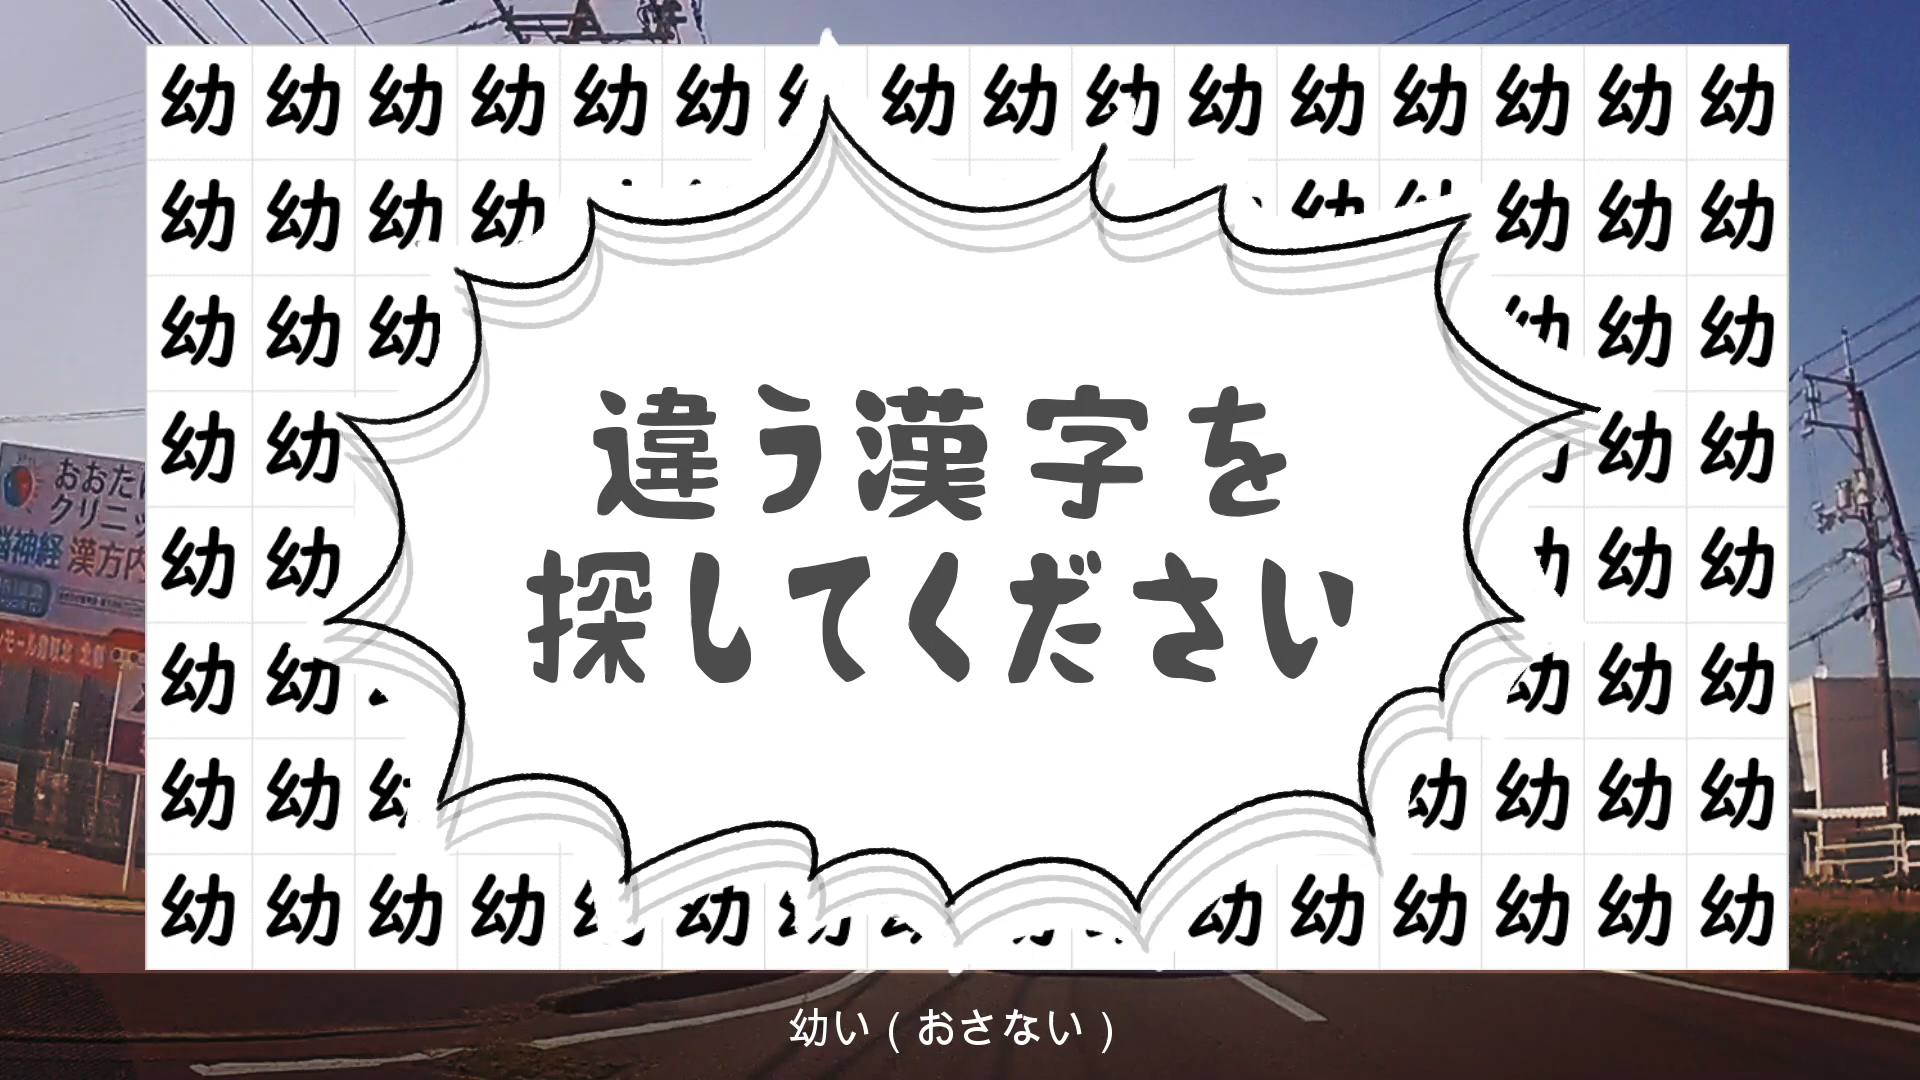 幼 幼 幼 幼 幼 幼 幼 幼 幼 幼 幼 幼 幼 幼 幼
幼 幼 幼 幼 幼 幼 幼
幼 幼 幼 幼 幼
幼 幼 幼 幼
幼 幼 幼 幼
幼 幼 幼 幼 幼
幼 幼 幼 幼 幼 幼
幼 幼 幼 幼 幼 幼 幼 幼 幼 幼 幼
違う漢字を
探してください
おおた
クリニッ
神経 漢方内
幼い ( おさない )